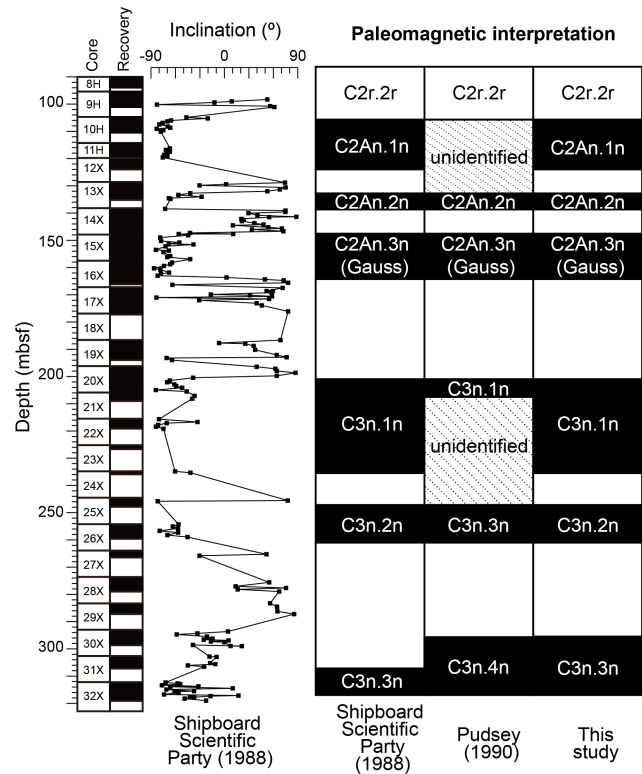 Core
Recovery
Inclination (º)
-90 0 90
Paleomagnetic interpretation
Depth (mbsf)
100
150
200
250
300
8H
9H
10H
11H
12X
13X
14X
15X
16X
17X
18X
19X
20X
21X
22X
23X
24X
25X
26X
27X
28X
29X
30X
31X
32X
C2r.2r C2r.2r C2r.2r
C2An.1n unidentified C2An.1n
C2An.2n C2An.2n C2An.2n
C2An.3n C2An.3n C2An.3n
(Gauss) (Gauss) (Gauss)
C3n.1n
C3n.1n unidentified C3n.1n
C3n.2n C3n.3n C3n.2n
C3n.3n C3n.4n C3n.3n
Shipboard
Scientific
Party (1988)
Shipboard
Scientific
Party
(1988)
Pudsey
(1990)
This
study